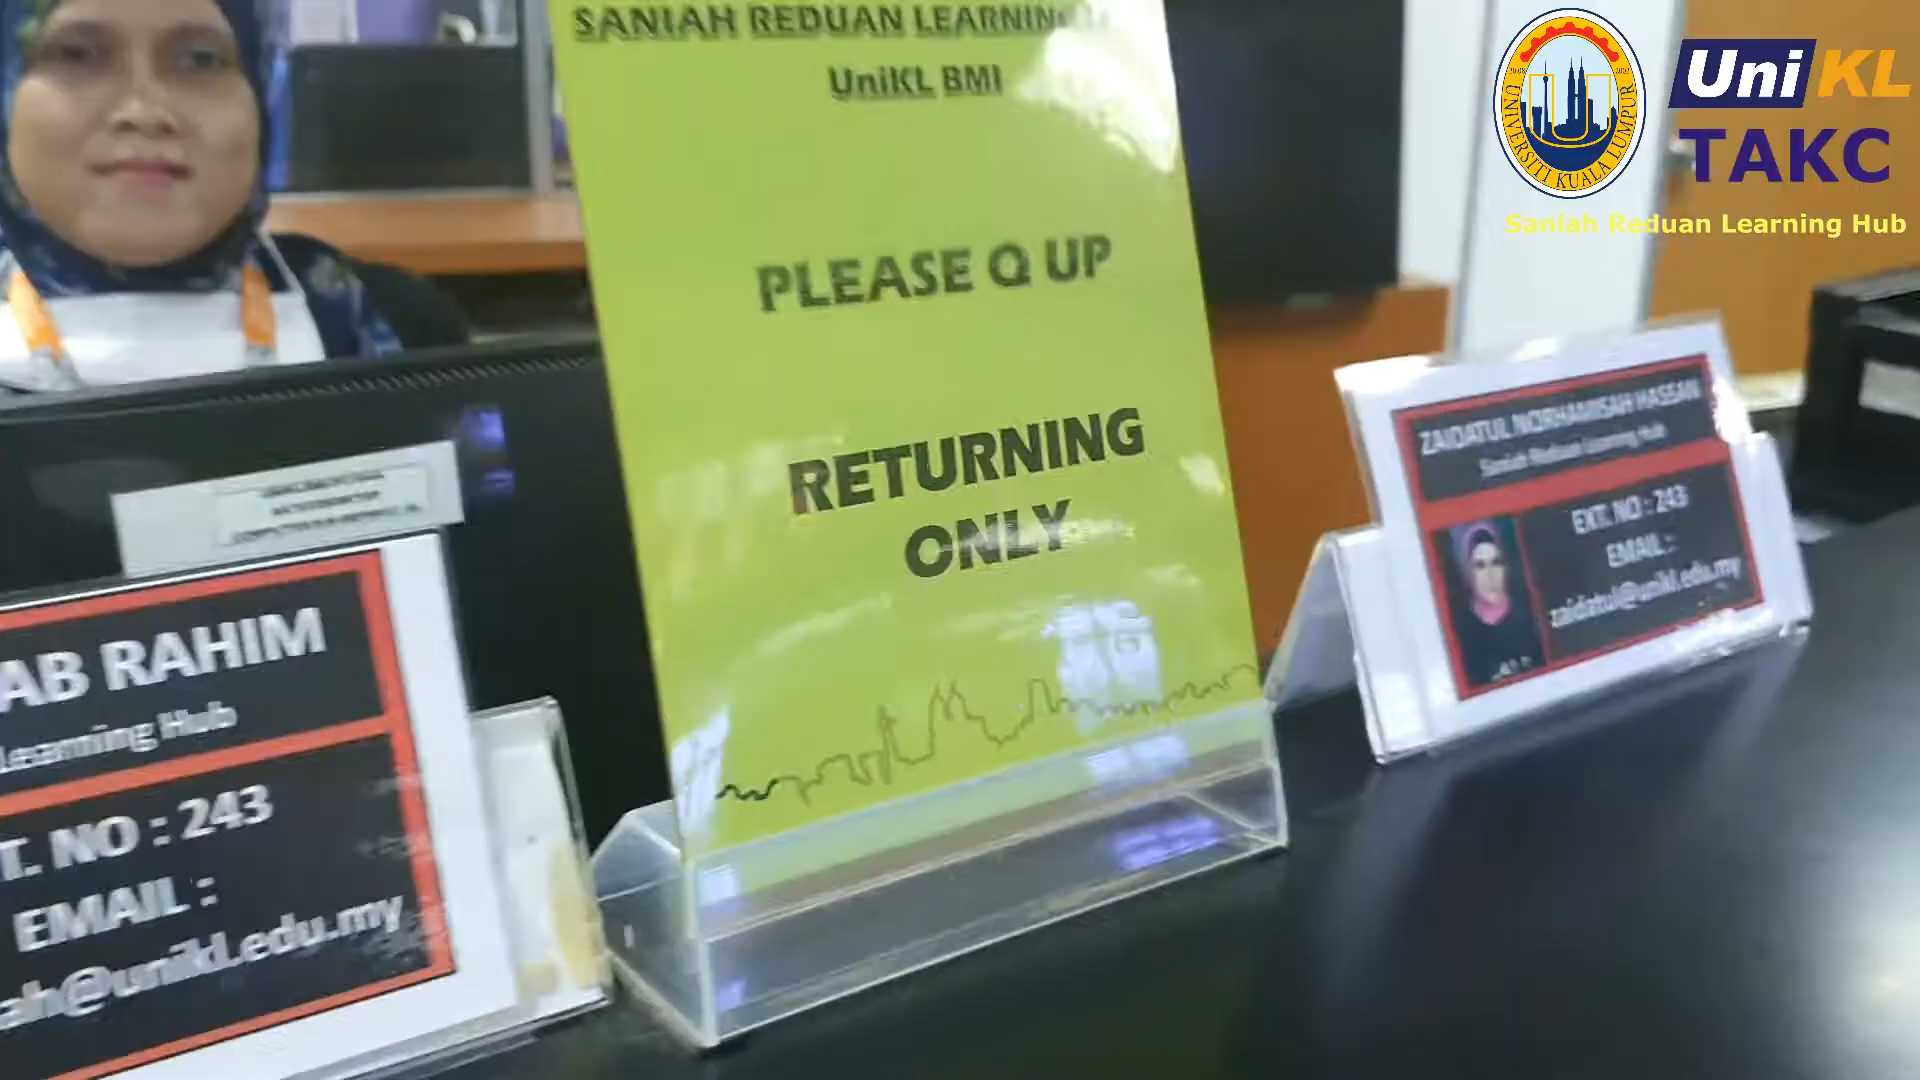 SANIAH REDUAN LEARNING
UniKL BMI
PLEASE Q UP
RETURNING
ONLY
AB RAHIM
Learning Hub
T. NO : 243
EMAIL :
ah@unikl.edu.my
ZAIDATUL NORHAMISAH HASSAN
Saniah Reduan Learning Hub
EXT. NO : 243
EMAIL :
zaidatul@unikl.edu.my
UNIVERSITI KUALA LUMPUR
UniKL
TAKC
Saniah Reduan Learning Hub